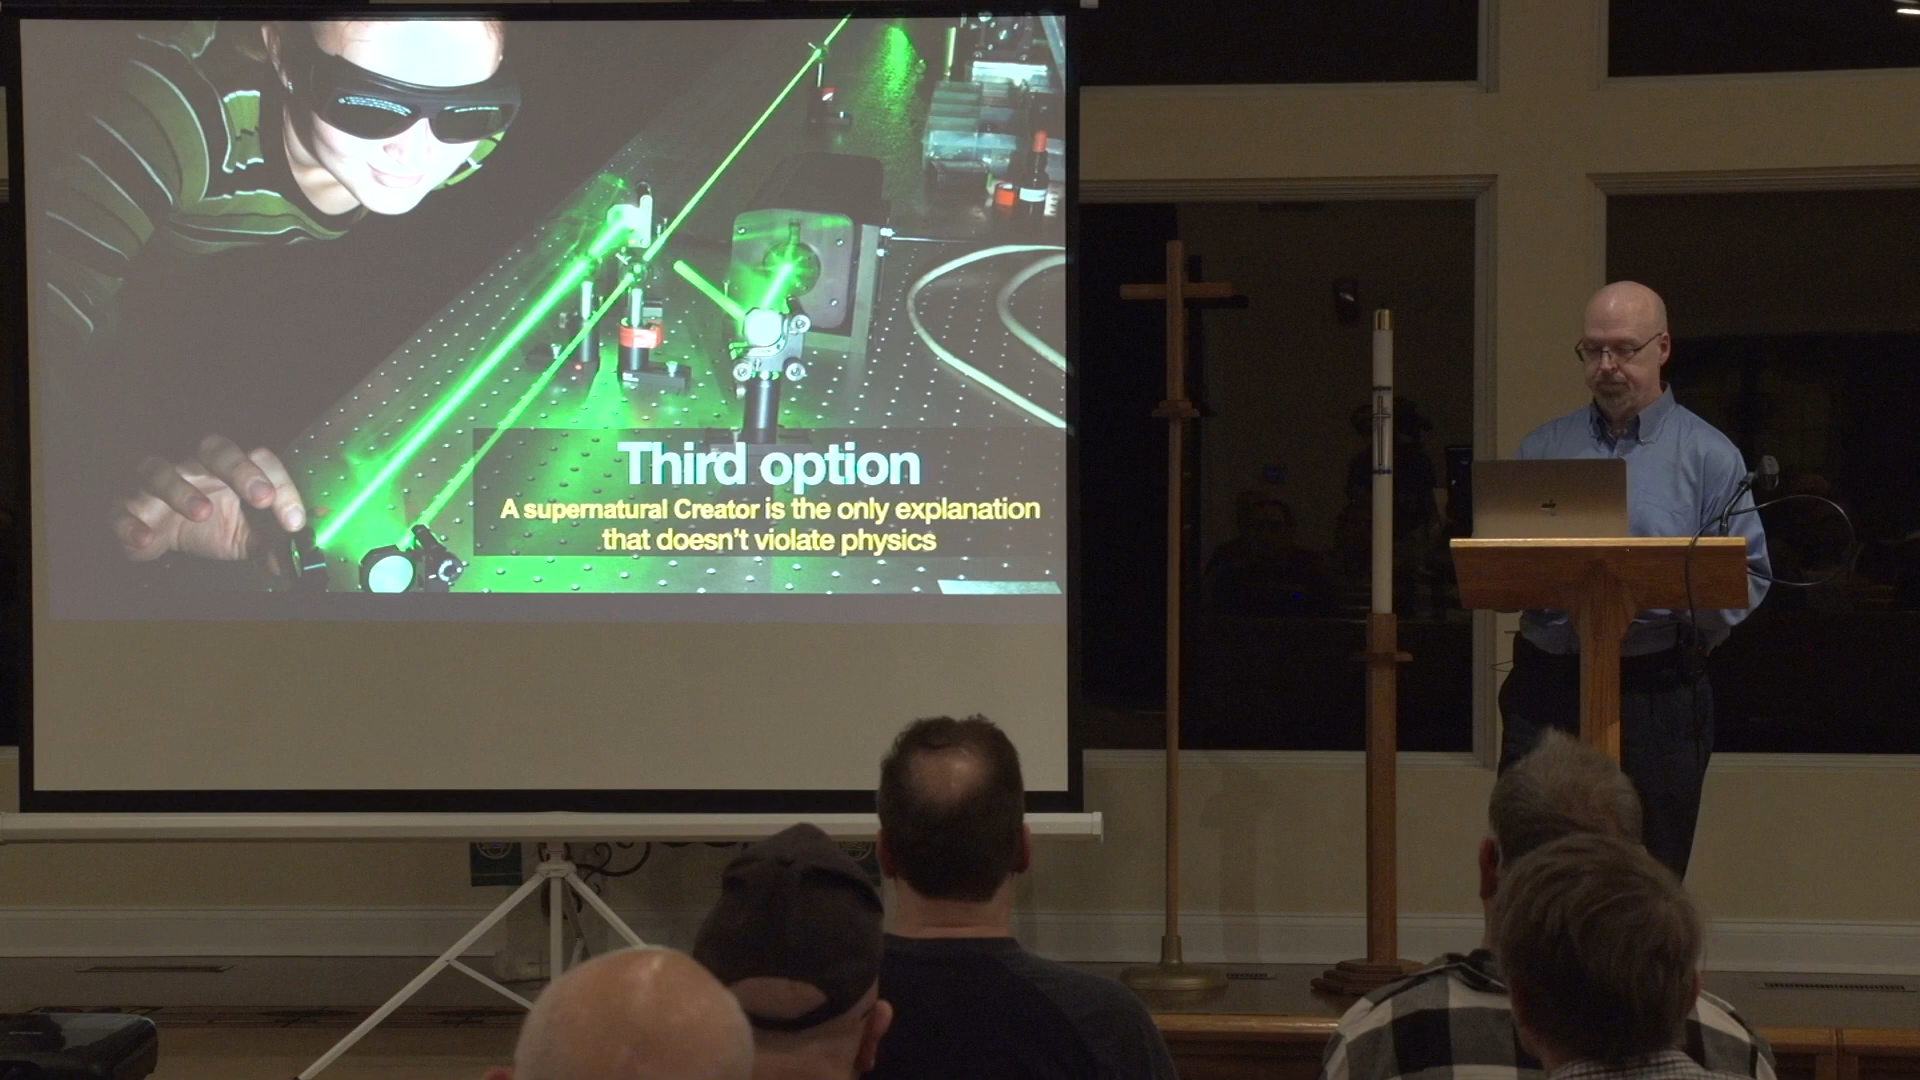 Third option
A supernatural Creator is the only explanation
that doesn't violate physics